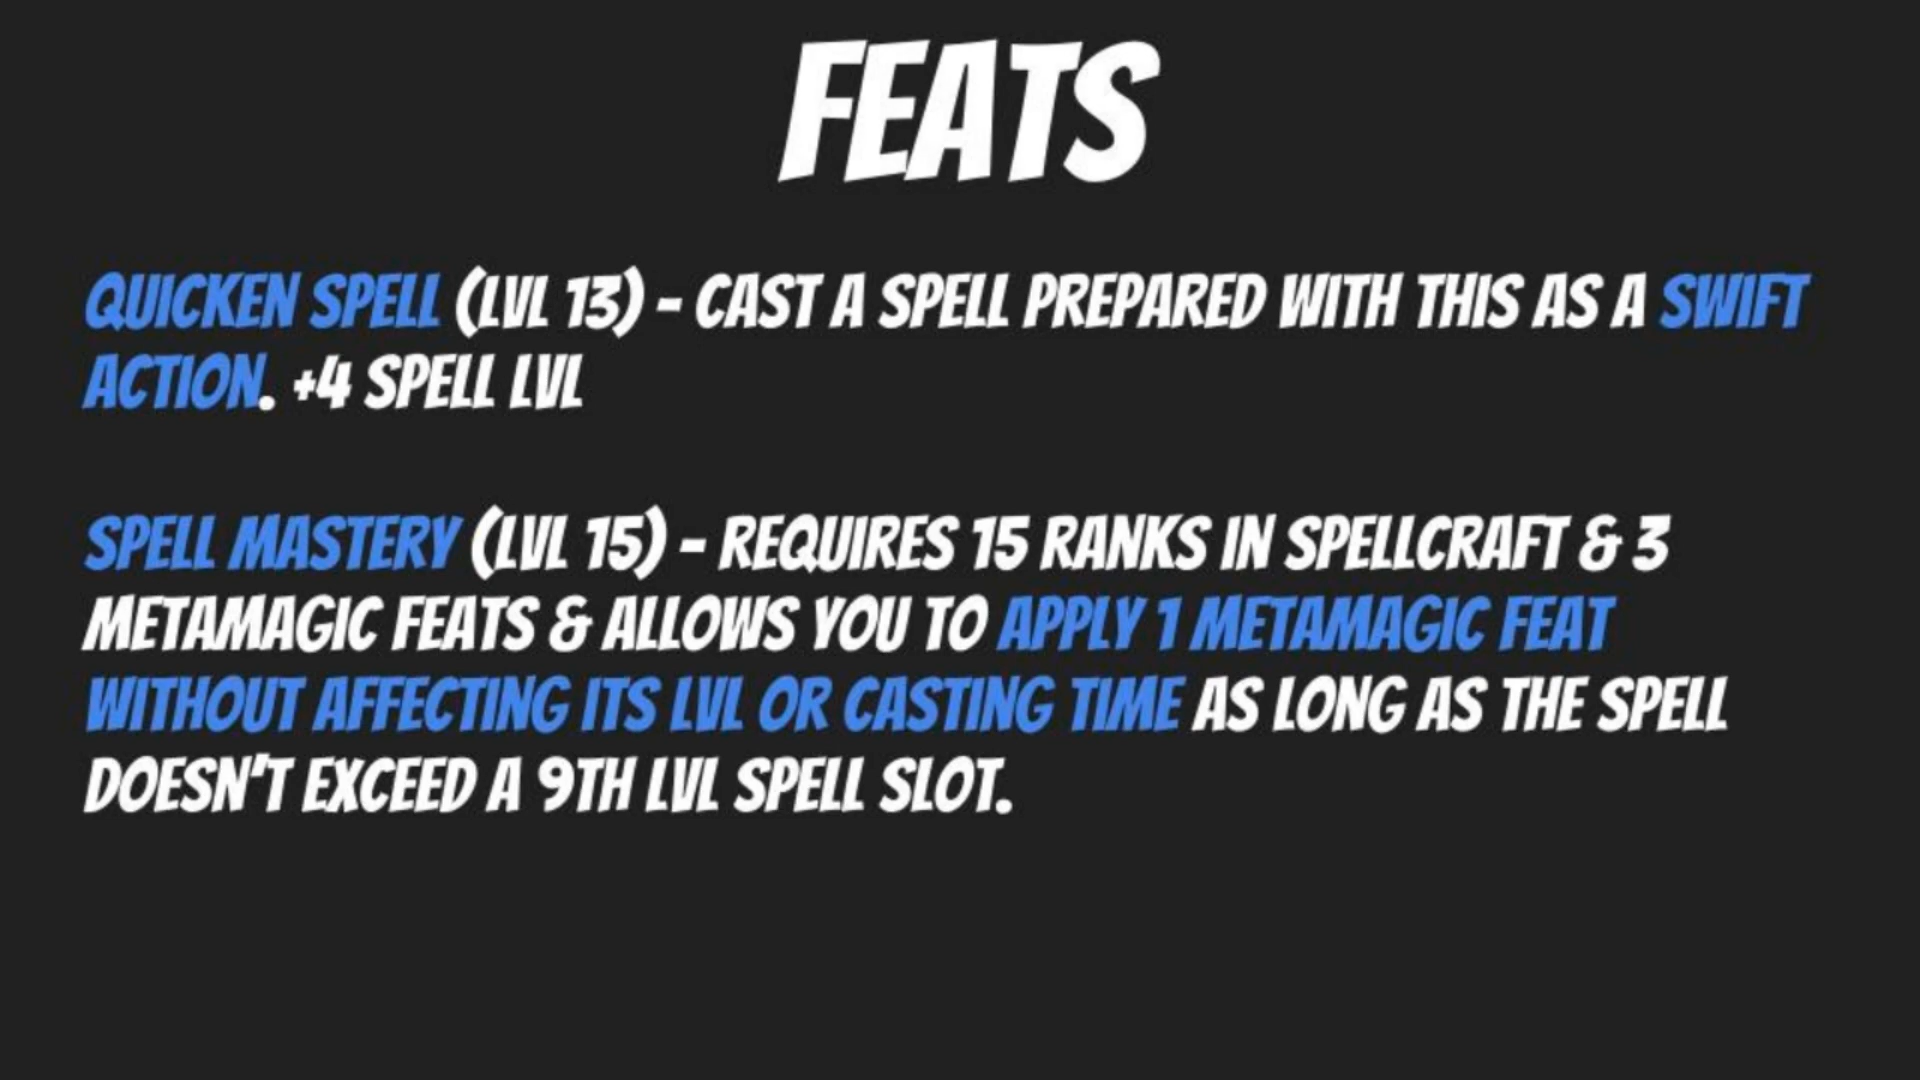 FEATS
QUICKEN SPELL (LVL 13) - CAST A SPELL PREPARED WITH THIS AS A SWIFT
ACTION. +4 SPELL LVL
SPELL MASTERY (LVL 15) - REQUIRES 15 RANKS IN SPELLCRAFT & 3
METAMAGIC FEATS & ALLOWS YOU TO APPLY 1 METAMAGIC FEAT
WITHOUT AFFECTING ITS LVL OR CASTING TIME AS LONG AS THE SPELL
DOESN'T EXCEED A 9TH LVL SPELL SLOT.